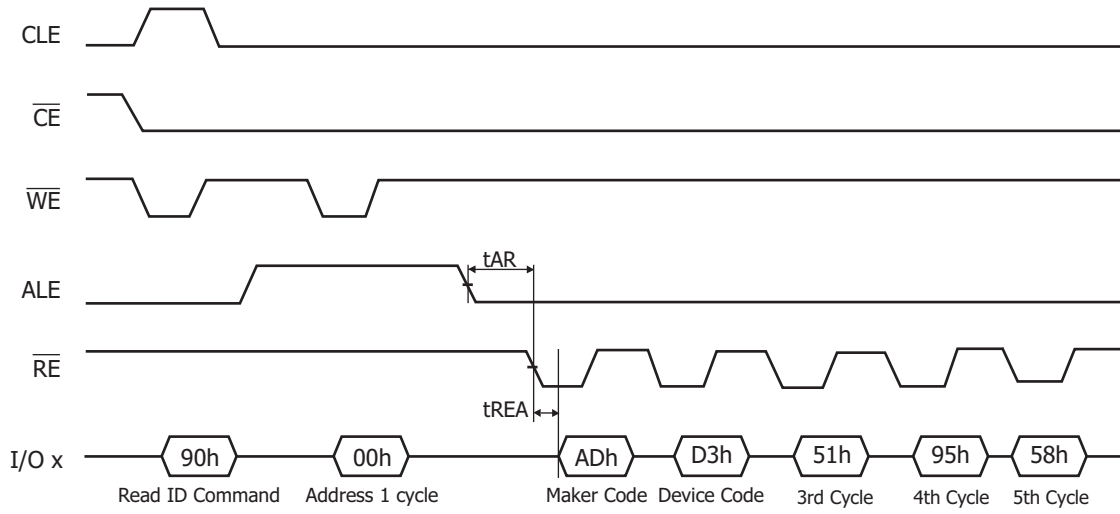 CLE
CE
WE
ALE
tAR
RE
tREA
I/O x
90h
00h
ADh
D3h
51h
95h
58h
Read ID Command
Address 1 cycle
Maker Code
Device Code
3rd Cycle
4th Cycle
5th Cycle